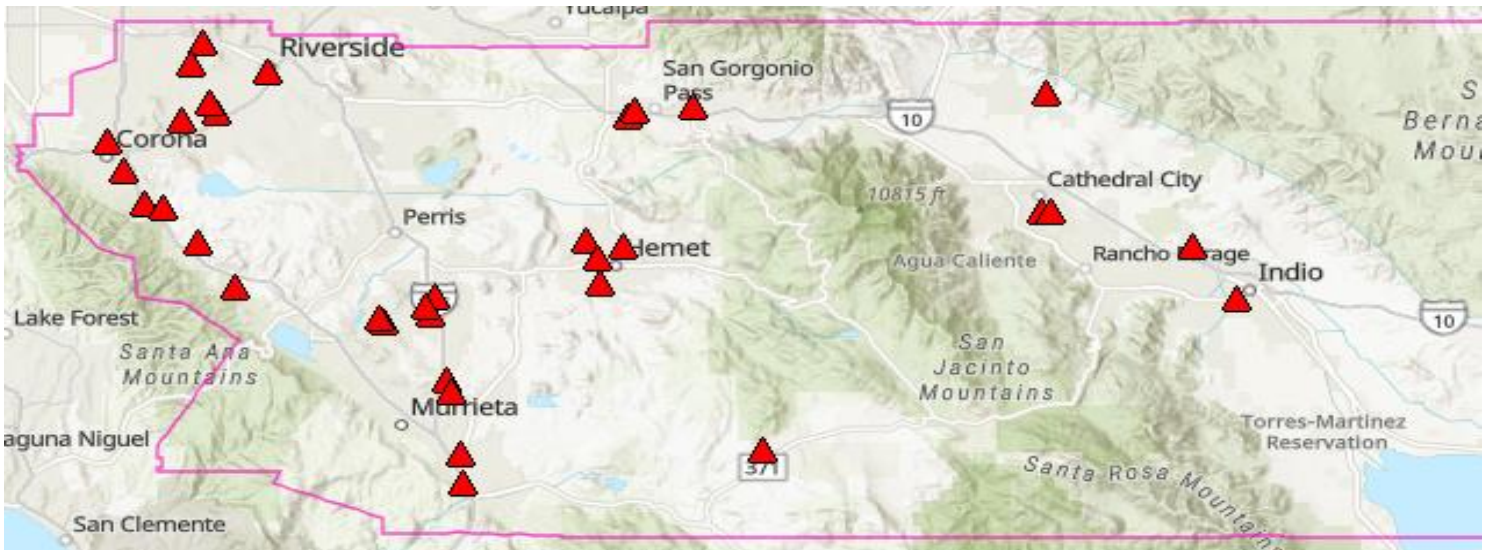 Yucaipa
Riverside
San Gorgonio
Pass
10
S
Berna
Mou
Corona
10815 ft
Cathedral City
Perris
Hemet
Agua Caliente
Rancho Mirage
Indio
Lake Forest
10
Santa Ana
Mountains
San
Jacinto
Mountains
Murrieta
aguna Niguel
Torres-Martinez
Reservation
371
Santa Rosa Mountains
San Clemente